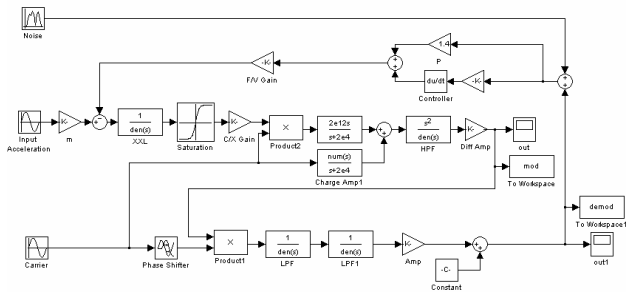 Noise
1.4
P
-K-
F/V Gain
du/dt
-K-
Controller
Input
Acceleration
-K-
m
1
den(s)
XXL
Saturation
-K-
C/X Gain
×
Product2
2e12s
s+2e4
num(s)
s+2e4
Charge Amp1
s²
den(s)
HPF
-K-
Diff Amp
out
mod
To Workspace
demod
To Workspace1
Carrier
Phase Shifter
×
Product1
1
den(s)
LPF
1
den(s)
LPF1
-K-
Amp
-C-
Constant
out1